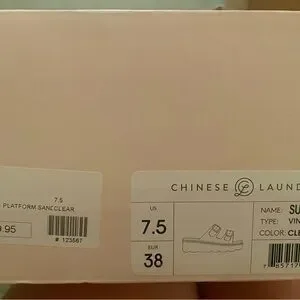 7.5
PLATFORM SANDCLEAR
9.95
# 123567
CHINESE CL LAUND
US
7.5
EUR
38
NAME: SU
TYPE: VIN
COLOR: CLE